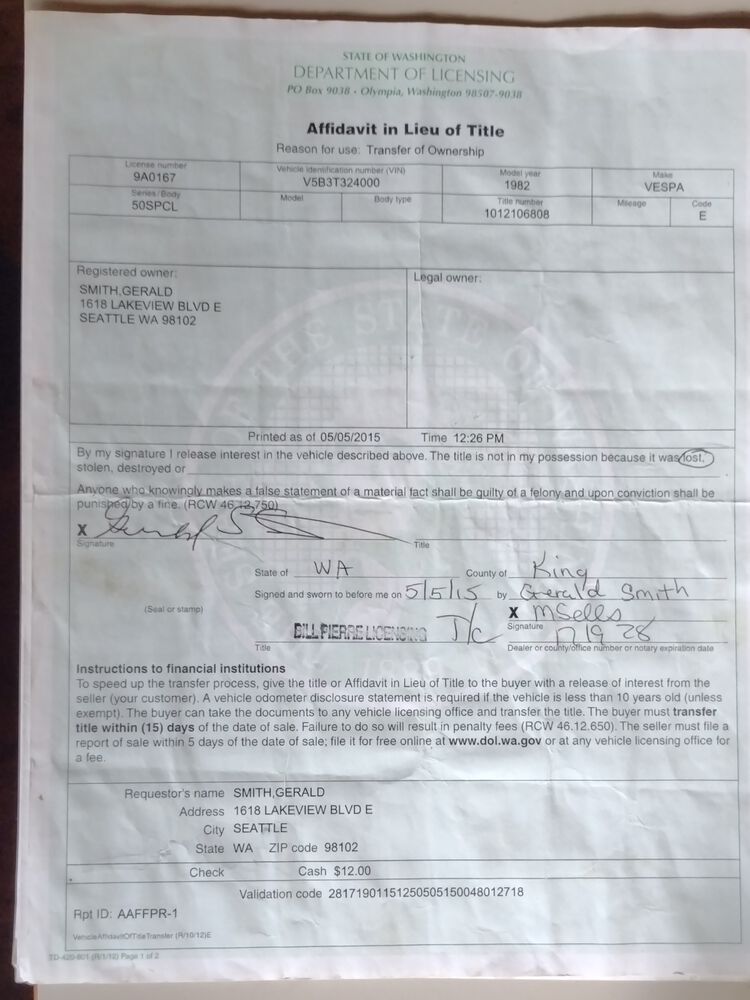 STATE OF WASHINGTON
DEPARTMENT OF LICENSING
PO Box 9038 - Olympia, Washington 98507-9038
Affidavit in Lieu of Title
Reason for use: Transfer of Ownership
License number Vehicle identification number (VIN) Model year Make
9A0167 V5B3T324000 1982 VESPA
Series/Body Model Body type Title number Mileage Code
50SPCL 1012106808 E
Registered owner: Legal owner:
SMITH,GERALD
1618 LAKEVIEW BLVD E
SEATTLE WA 98102
Printed as of 05/05/2015 Time 12:26 PM
By my signature I release interest in the vehicle described above. The title is not in my possession because it was lost,
stolen, destroyed or
Anyone who knowingly makes a false statement of a material fact shall be guilty of a felony and upon conviction shall be
punished by a fine. (RCW 46.12.750)
X
Signature Title
State of WA County of King
Signed and sworn to before me on 5/5/15 by Gerald Smith
(Seal or stamp) X MSells
BILL PIERRE LICENSING Signature
Title Dealer or county/office number or notary expiration date
Instructions to financial institutions
To speed up the transfer process, give the title or Affidavit in Lieu of Title to the buyer with a release of interest from the
seller (your customer). A vehicle odometer disclosure statement is required if the vehicle is less than 10 years old (unless
exempt). The buyer can take the documents to any vehicle licensing office and transfer the title. The buyer must transfer
title within (15) days of the date of sale. Failure to do so will result in penalty fees (RCW 46.12.650). The seller must file a
report of sale within 5 days of the date of sale; file it for free online at www.dol.wa.gov or at any vehicle licensing office for
a fee.
Requestor's name SMITH,GERALD
Address 1618 LAKEVIEW BLVD E
City SEATTLE
State WA ZIP code 98102
Check Cash $12.00
Validation code 28171901151250505150048012718
Rpt ID: AAFFPR-1
VehicleAffidavitOfTitleTransfer (R/10/12)E
TD-420-801 (R/1/12) Page 1 of 2